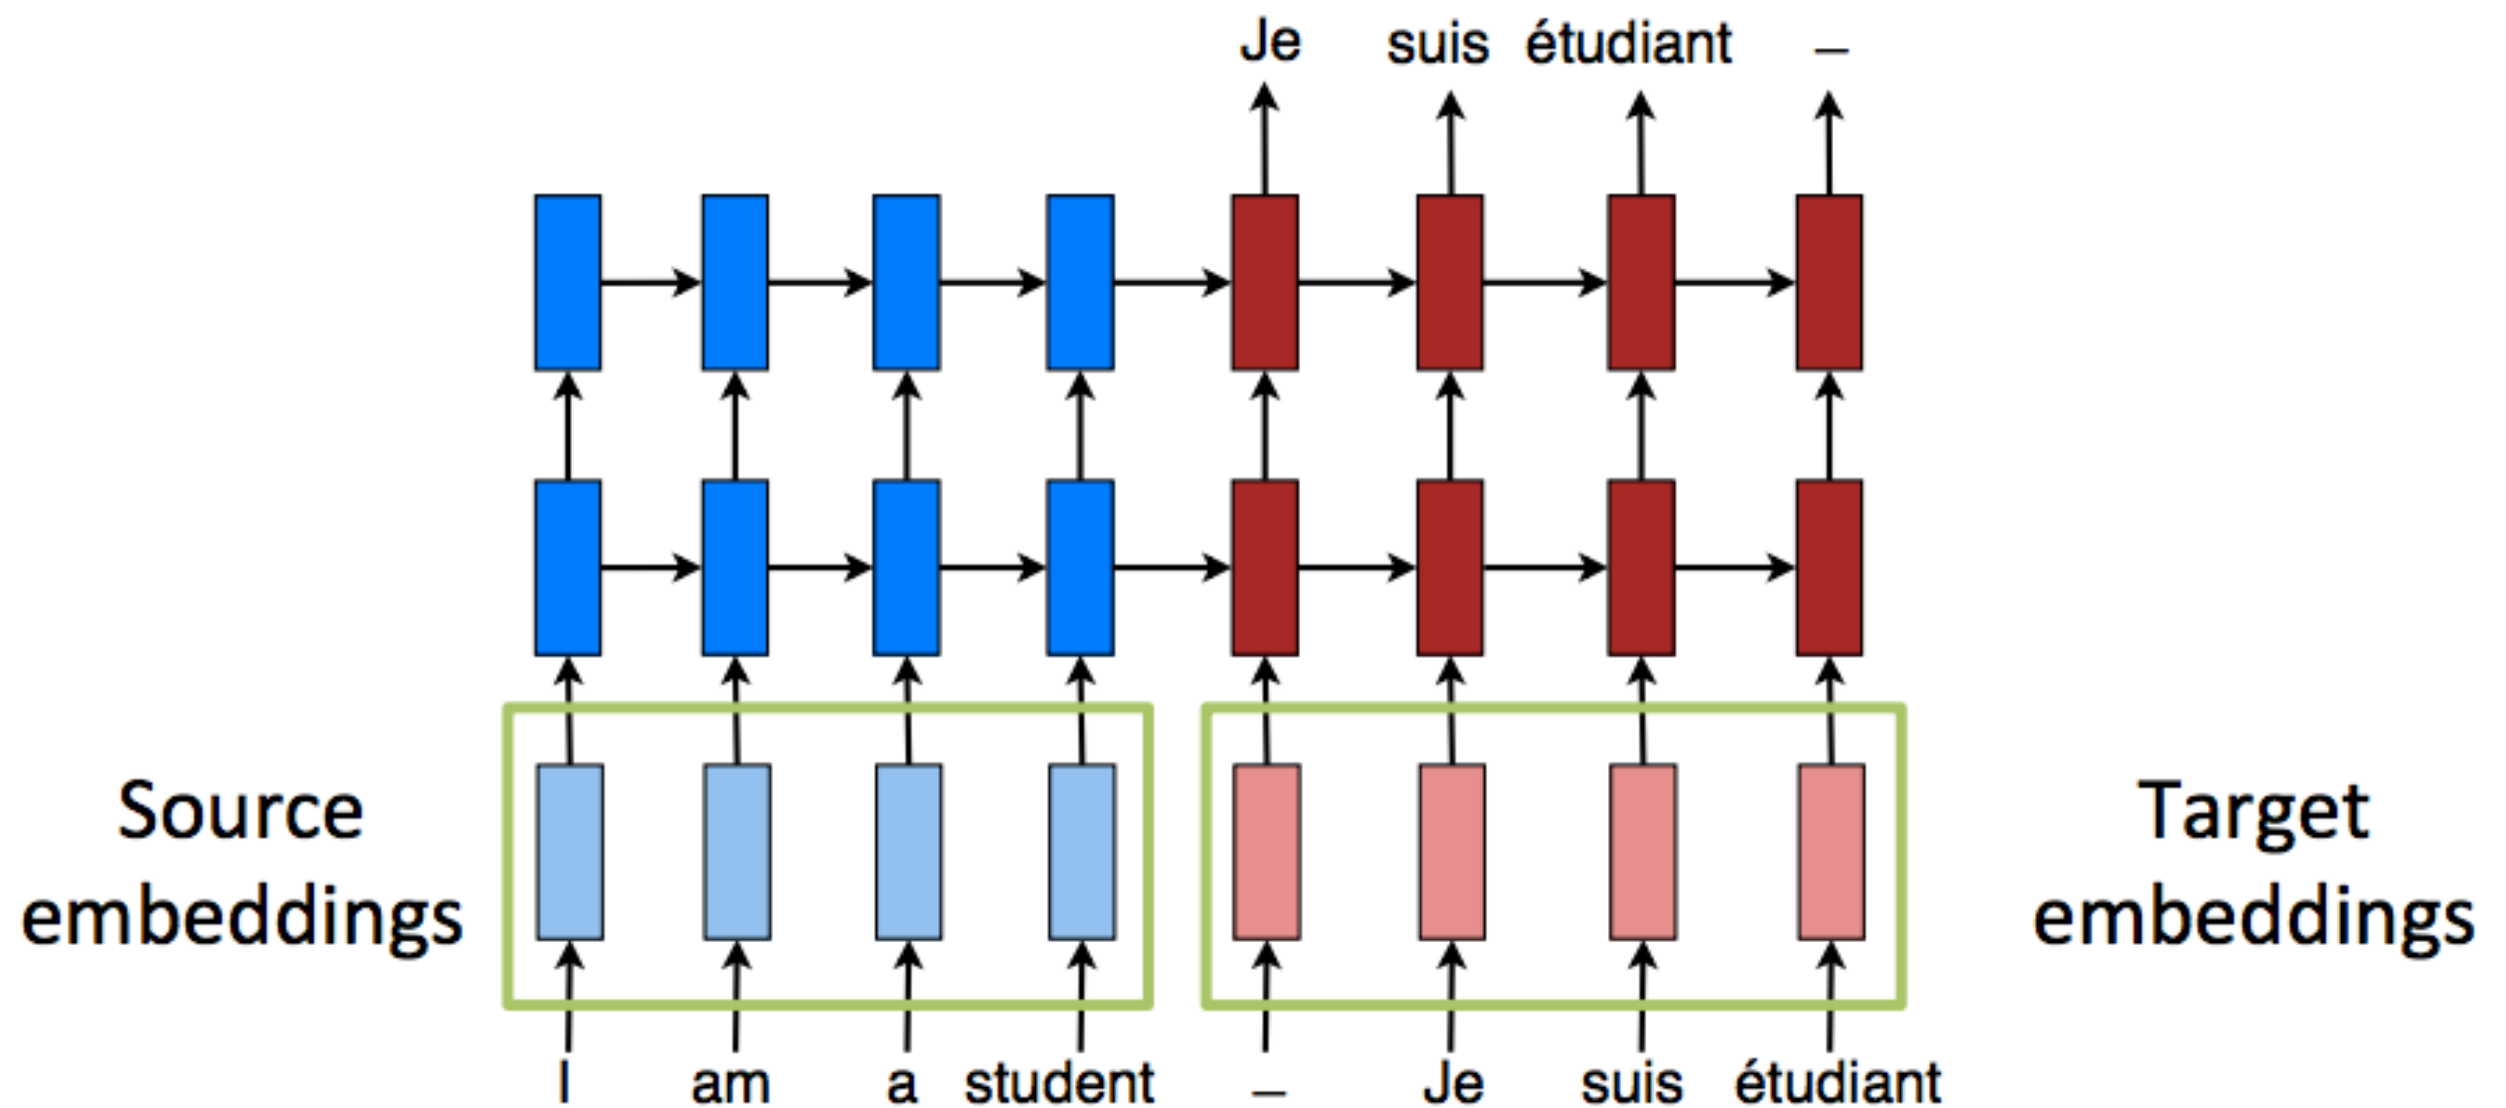 Je suis étudiant _
Source embeddings
Target embeddings
I am a student _ Je suis étudiant